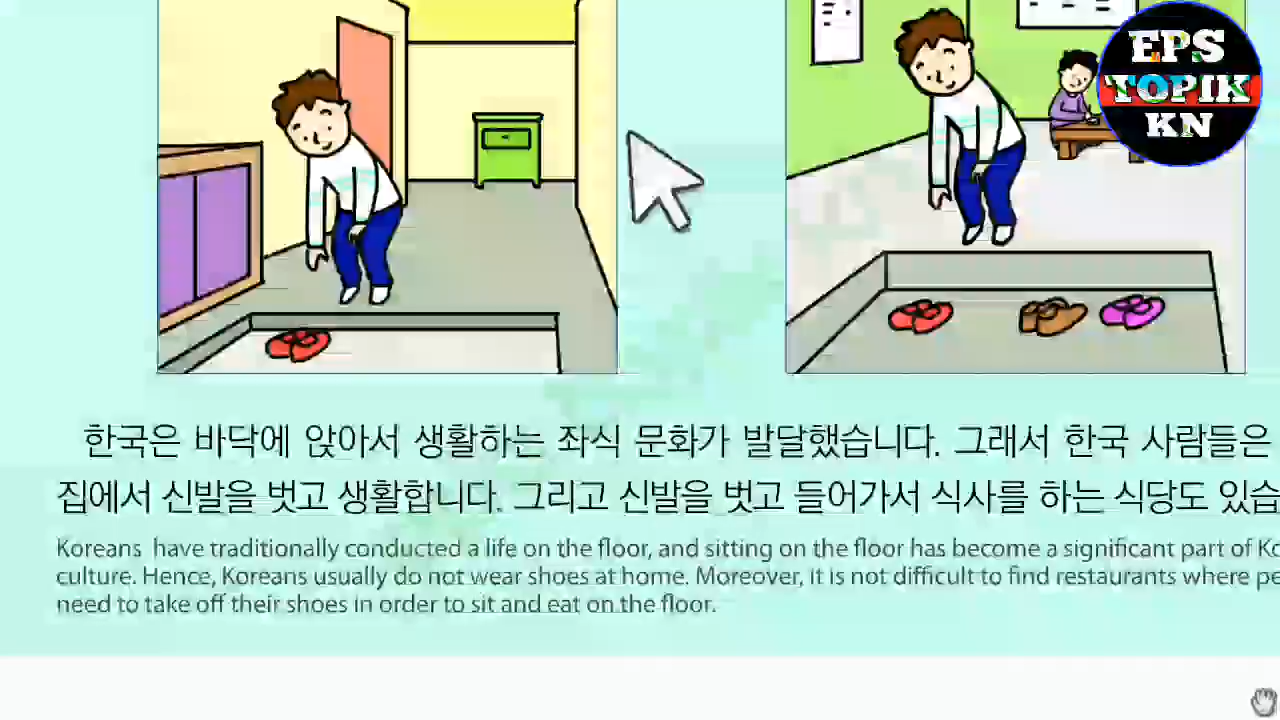 EPS
TOPIK
KN
한국은 바닥에 앉아서 생활하는 좌식 문화가 발달했습니다. 그래서 한국 사람들은
집에서 신발을 벗고 생활합니다. 그리고 신발을 벗고 들어가서 식사를 하는 식당도
Koreans have traditionally conducted a life on the floor, and sitting on the floor has become a significant part of
culture. Hence, Koreans usually do not wear shoes at home. Moreover, it is not difficult to find restaurants where
need to take off their shoes in order to sit and eat on the floor.